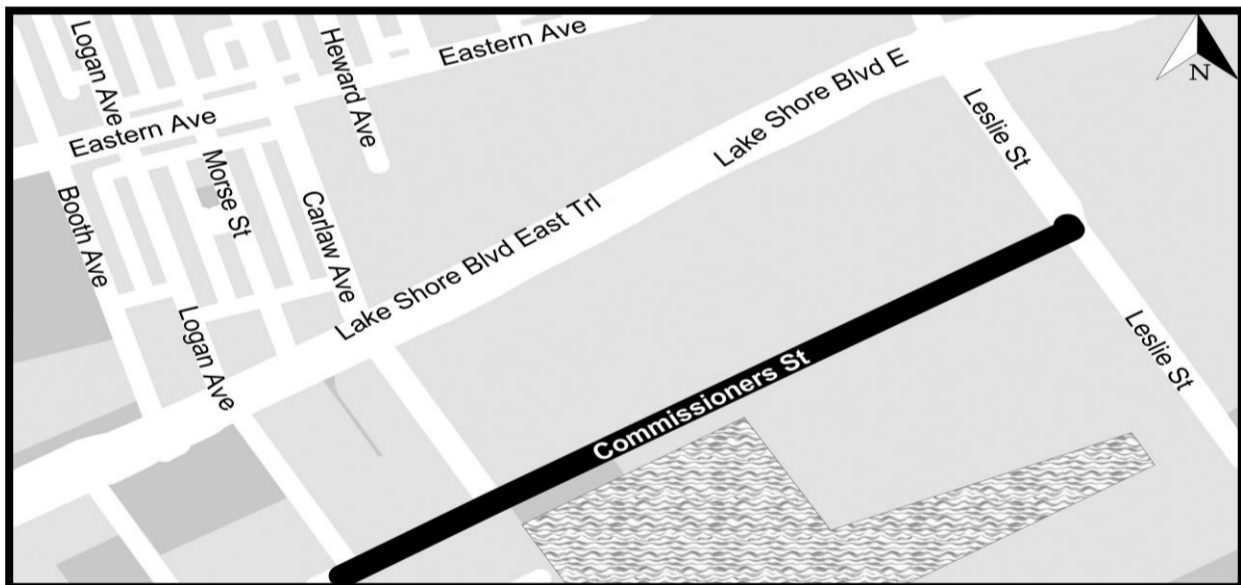 Logan Ave
Heward Ave
Eastern Ave
Lake Shore Blvd E
N
Leslie St
Eastern Ave
Booth Ave
Morse St
Carlaw Ave
Lake Shore Blvd East Trl
Logan Ave
Leslie St
Commissioners St